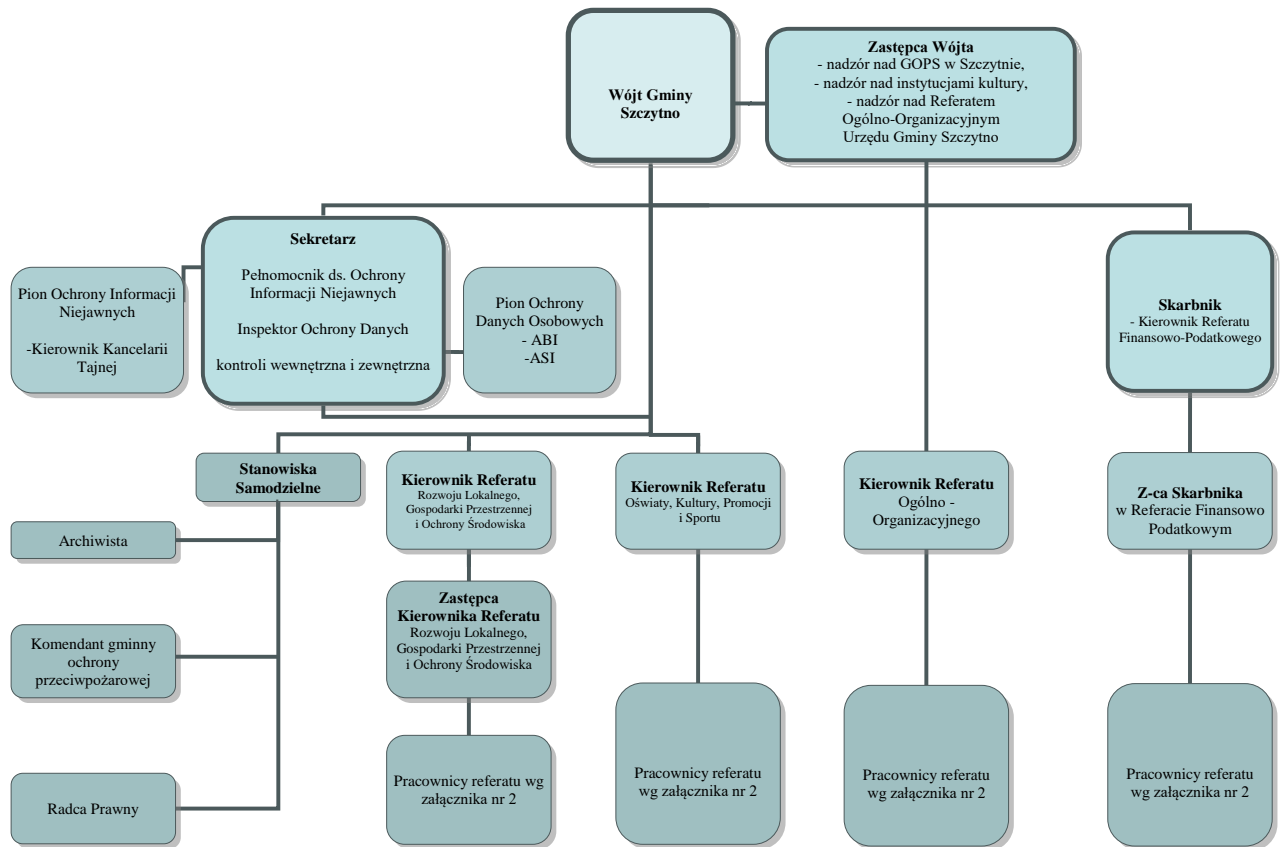 Wójt Gminy
Szczytno
Zastępca Wójta
- nadzór nad GOPS w Szczytnie,
- nadzór nad instytucjami kultury,
- nadzór nad Referatem
Ogólno-Organizacyjnym
Urzędu Gminy Szczytno
Pion Ochrony Informacji
Niejawnych
-Kierownik Kancelarii
Tajnej
Sekretarz
Pełnomocnik ds. Ochrony
Informacji Niejawnych
Inspektor Ochrony Danych
kontroli wewnętrzna i zewnętrzna
Pion Ochrony
Danych Osobowych
- ABI
-ASI
Skarbnik
- Kierownik Referatu
Finansowo-Podatkowego
Stanowiska
Samodzielne
Kierownik Referatu
Rozwoju Lokalnego,
Gospodarki Przestrzennej
i Ochrony Środowiska
Kierownik Referatu
Oświaty, Kultury, Promocji
i Sportu
Kierownik Referatu
Ogólno -
Organizacyjnego
Z-ca Skarbnika
w Referacie Finansowo
Podatkowym
Archiwista
Zastępca
Kierownika Referatu
Rozwoju Lokalnego,
Gospodarki Przestrzennej
i Ochrony Środowiska
Komendant gminny
ochrony
przeciwpożarowej
Radca Prawny
Pracownicy referatu wg
załącznika nr 2
Pracownicy referatu
wg załącznika nr 2
Pracownicy referatu
wg załącznika nr 2
Pracownicy referatu
wg załącznika nr 2